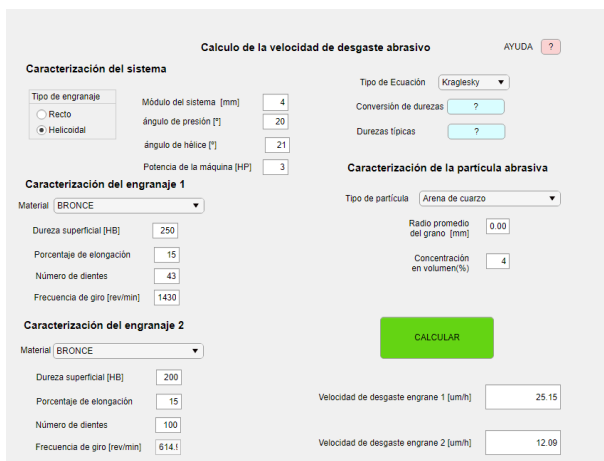 Calculo de la velocidad de desgaste abrasivo
AYUDA ?
Caracterización del sistema
Tipo de engranaje
Recto
Helicoidal
Módulo del sistema [mm] 4
ángulo de presión [º] 20
ángulo de hélice [º] 21
Potencia de la máquina [HP] 3
Tipo de Ecuación Kraglesky
Conversión de durezas ?
Durezas típicas ?
Caracterización del engranaje 1
Material BRONCE
Dureza superficial [HB] 250
Porcentaje de elongación 15
Número de dientes 43
Frecuencia de giro [rev/min] 1430
Caracterización de la partícula abrasiva
Tipo de partícula Arena de cuarzo
Radio promedio
del grano [mm] 0.00
Concentración
en volumen(%) 4
Caracterización del engranaje 2
Material BRONCE
Dureza superficial [HB] 200
Porcentaje de elongación 15
Número de dientes 100
Frecuencia de giro [rev/min] 614.
CALCULAR
Velocidad de desgaste engrane 1 [um/h] 25.15
Velocidad de desgaste engrane 2 [um/h] 12.09